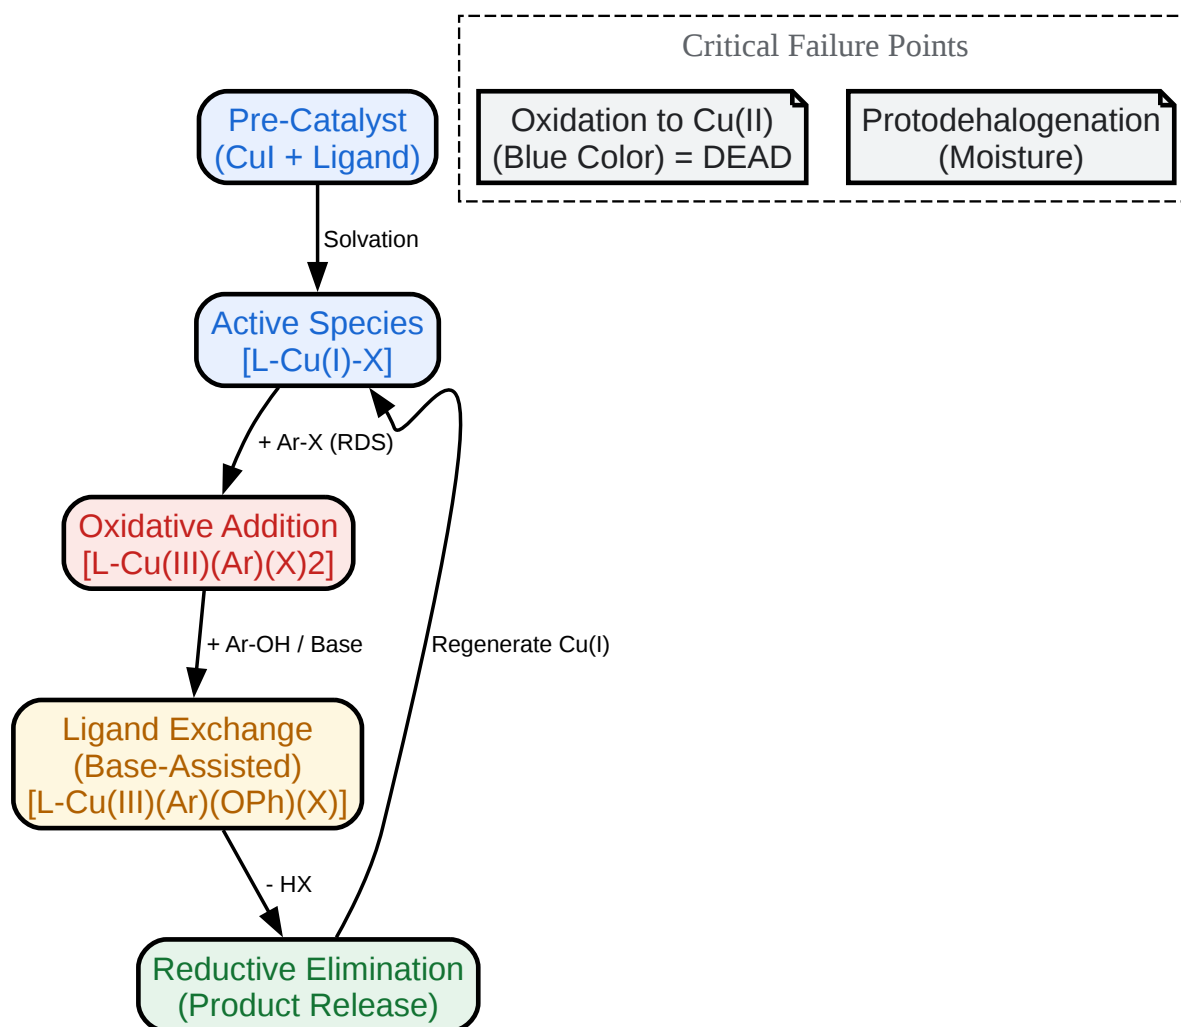 Critical Failure Points
Pre-Catalyst
(CuI + Ligand)
Oxidation to Cu(II)
(Blue Color) = DEAD
Protodehalogenation
(Moisture)
Solvation
Active Species
[L-Cu(I)-X]
+ Ar-X (RDS)
Oxidative Addition
[L-Cu(III)(Ar)(X)2]
+ Ar-OH / Base
Regenerate Cu(I)
Ligand Exchange
(Base-Assisted)
[L-Cu(III)(Ar)(OPh)(X)]
- HX
Reductive Elimination
(Product Release)